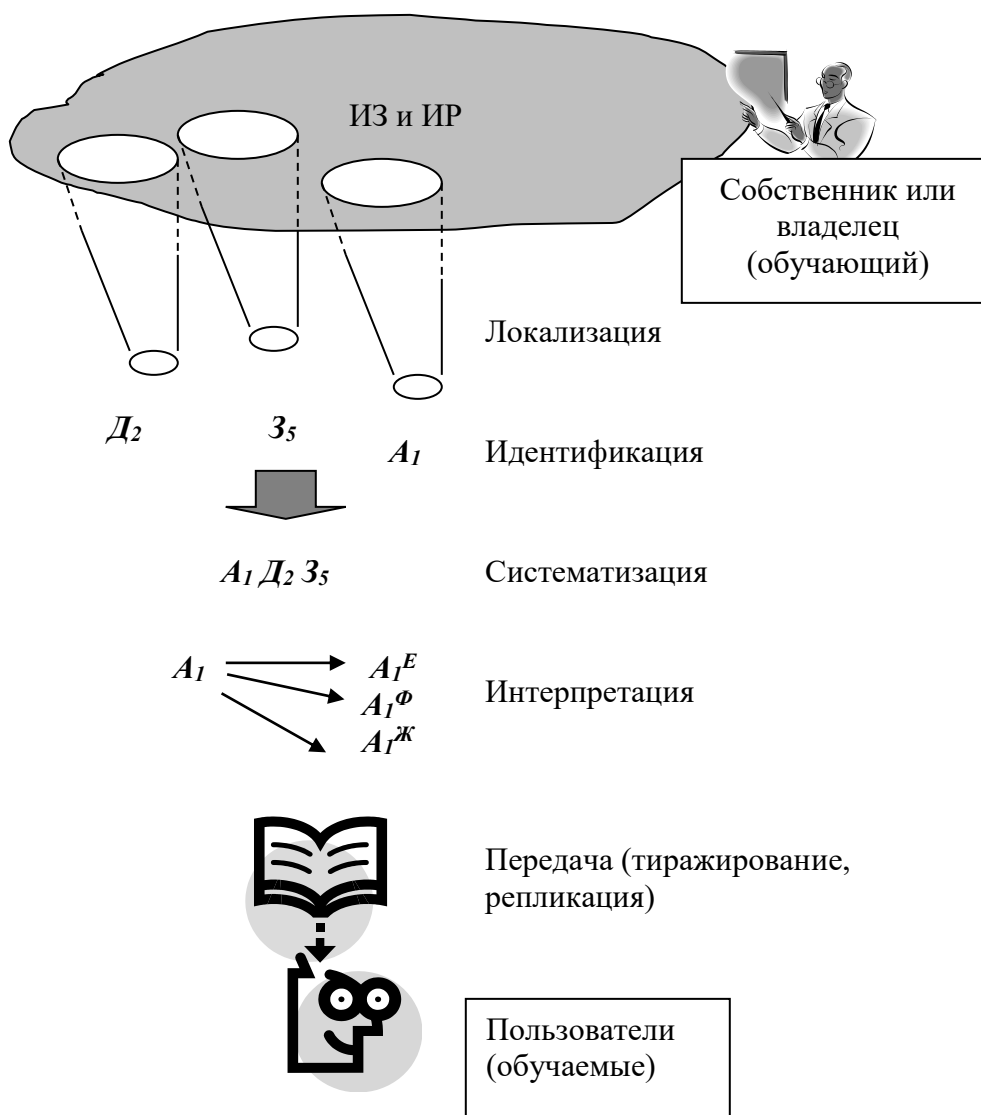 ИЗ и ИР
Собственник или
владелец
(обучающий)
Локализация
Д2 З5
А1 Идентификация
А1 Д2 З5 Систематизация
А1 А1Е
А1Ф Интерпретация
А1Ж
Передача (тиражирование,
репликация)
Пользователи
(обучаемые)